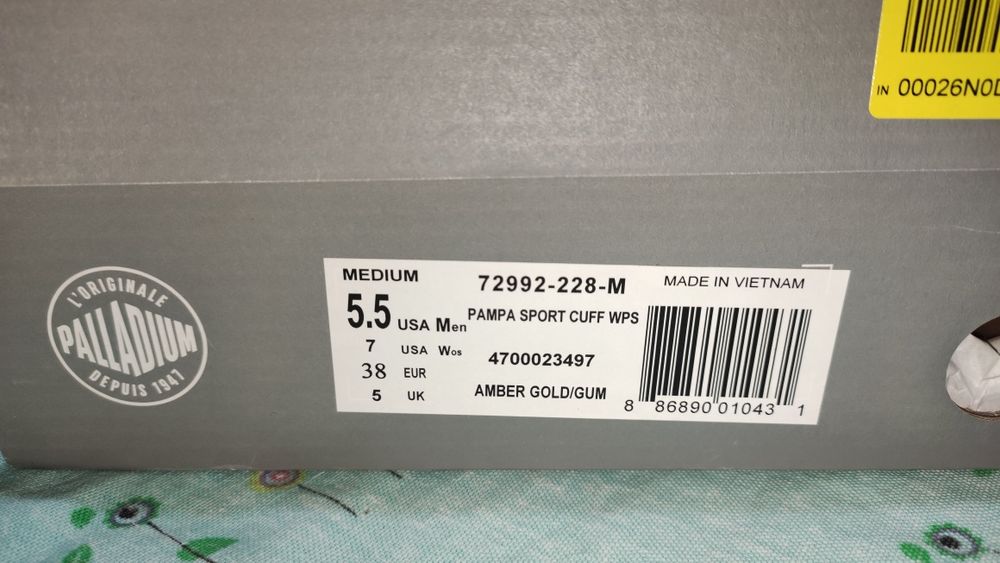 IN 00026N0
L'ORIGINALE
PALLADIUM
DEPUIS 1947
MEDIUM
72992-228-M
MADE IN VIETNAM
5.5 USA Men
PAMPA SPORT CUFF WPS
7 USA Wos
4700023497
38 EUR
AMBER GOLD/GUM
5 UK
8 86890 01043 1